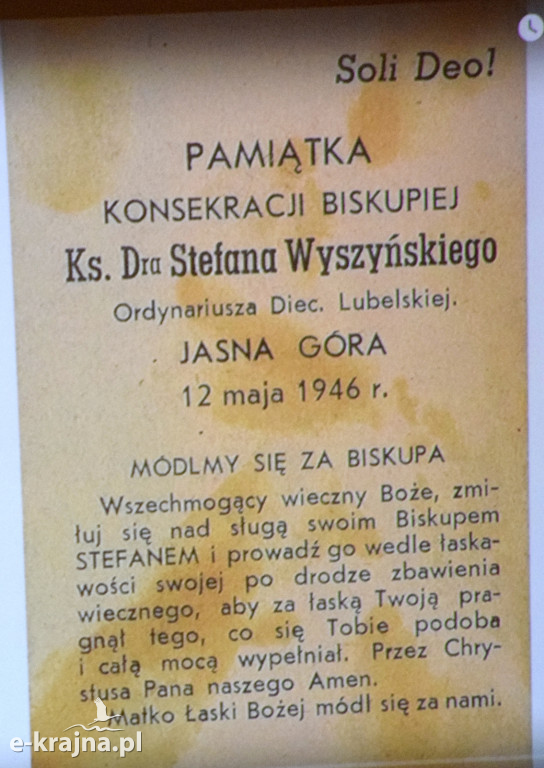 Soli Deo!
PAMIĄTKA
KONSEKRACJI BISKUPIEJ
Ks. Dra Stefana Wyszyńskiego
Ordynariusza Diec. Lubelskiej.
JASNA GÓRA
12 maja 1946 r.
MÓDLMY SIĘ ZA BISKUPA
Wszechmogący wieczny Boże, zmi-
łuj się nad sługą swoim Biskupem
STEFANEM i prowadź go wedle łaska-
wości swojej po drodze zbawienia
wiecznego, aby za łaską Twoją pra-
gnął tego, co się Tobie podoba
i całą mocą wypełniał. Przez Chry-
stusa Pana naszego Amen.
Matko Łaski Bożej módl się za nami.
e-krajna.pl